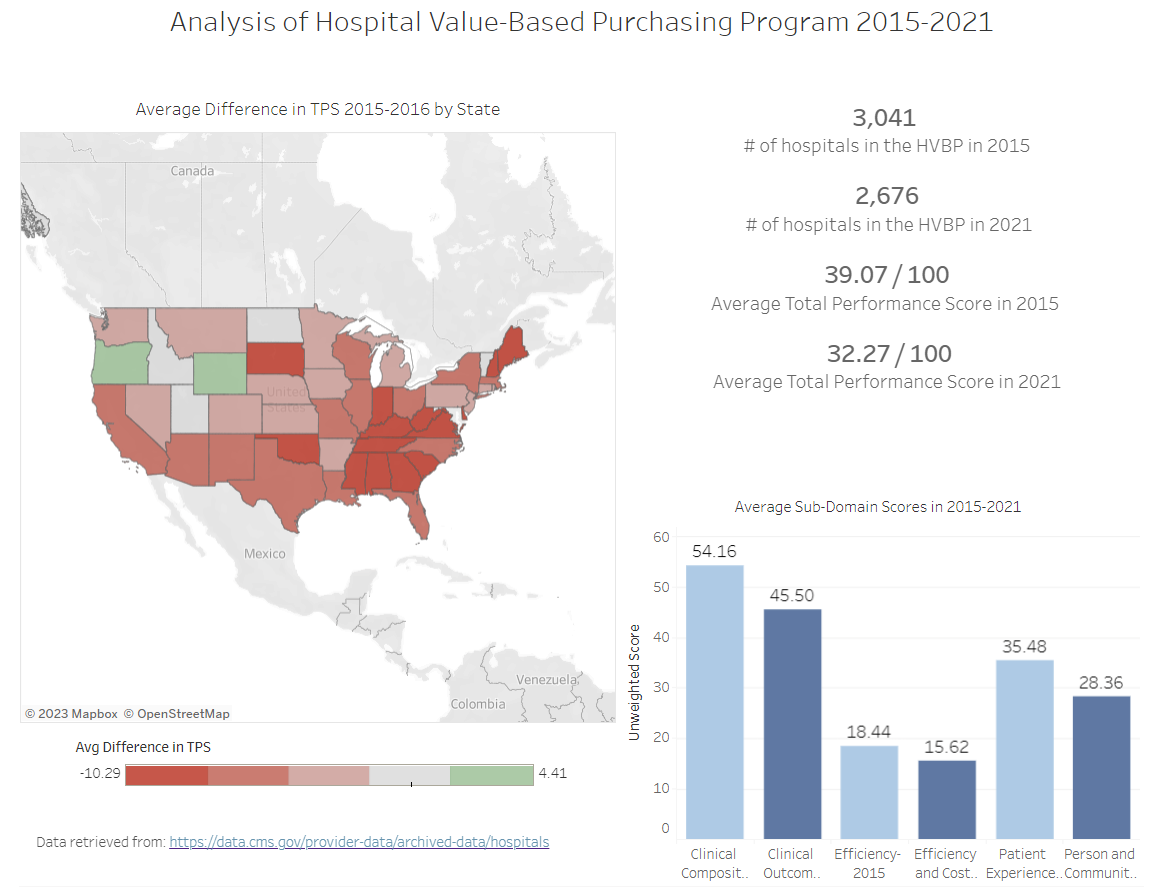 Analysis of Hospital Value-Based Purchasing Program 2015-2021
Average Difference in TPS 2015-2016 by State
Canada
United
States
Mexico
Venezuela
Colombia
© 2023 Mapbox © OpenStreetMap
Avg Difference in TPS
-10.29
4.41
Data retrieved from: https://data.cms.gov/provider-data/archived-data/hospitals
3,041
# of hospitals in the HVBP in 2015
2,676
# of hospitals in the HVBP in 2021
39.07 / 100
Average Total Performance Score in 2015
32.27 / 100
Average Total Performance Score in 2021
Average Sub-Domain Scores in 2015-2021
Unweighted Score
60
50
40
30
20
10
0
54.16
45.50
18.44
15.62
35.48
28.36
Clinical
Composit..
Clinical
Outcom..
Efficiency-
2015
Efficiency
and Cost..
Patient
Experience..
Person and
Communit..